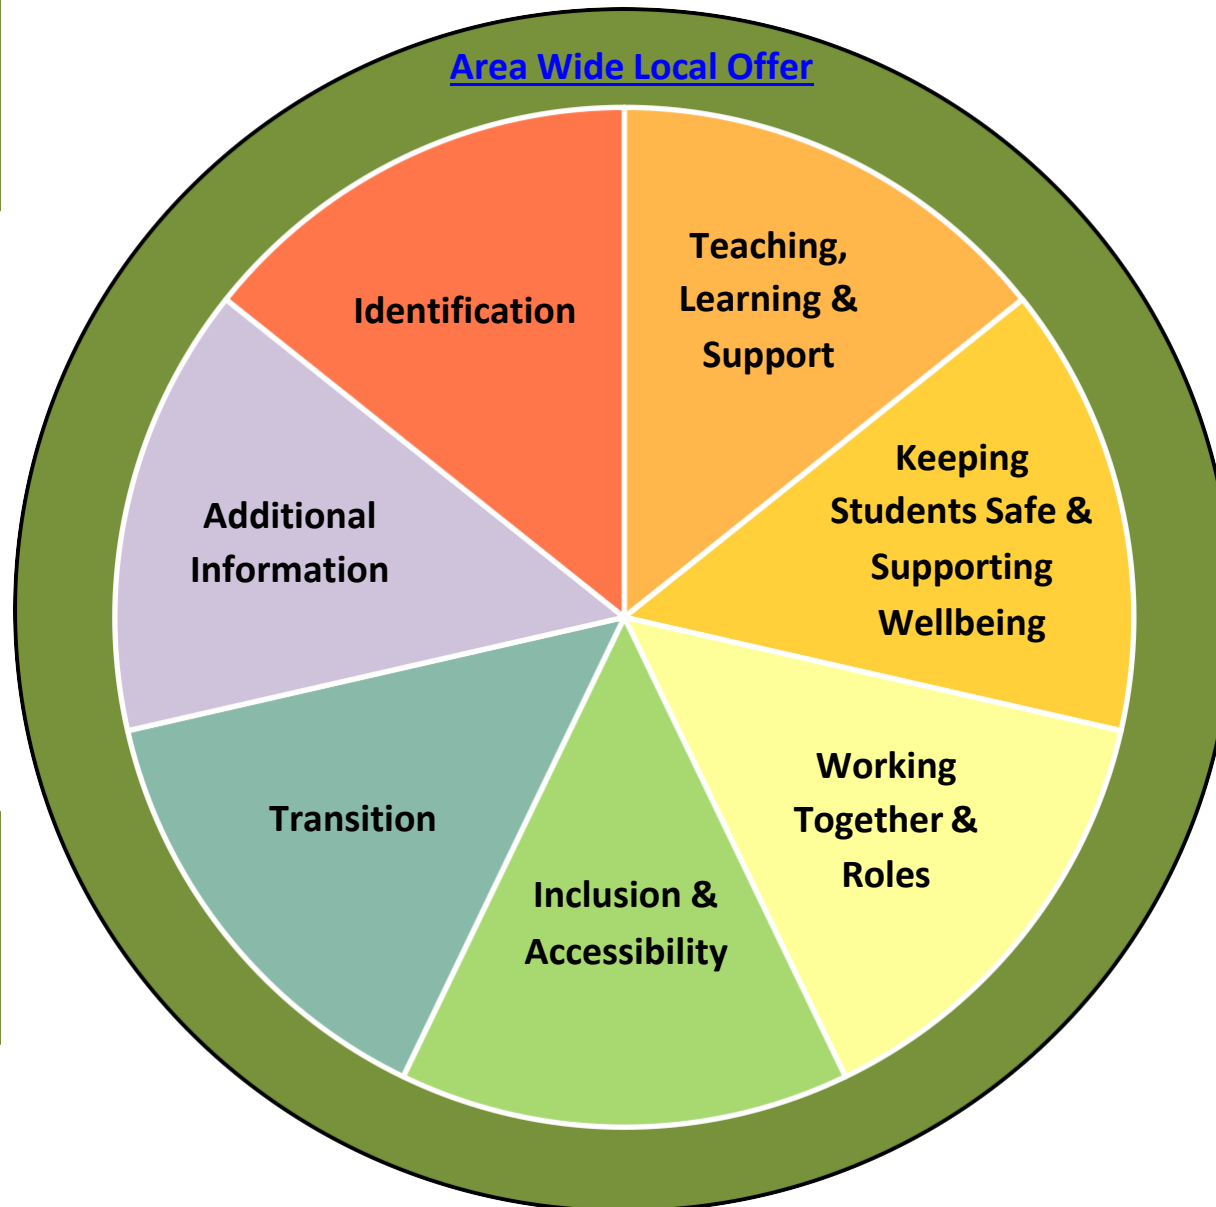 Area Wide Local Offer
Teaching,
Learning &
Support
Identification
Keeping
Students Safe &
Supporting
Wellbeing
Additional
Information
Working
Together &
Roles
Transition
Inclusion &
Accessibility